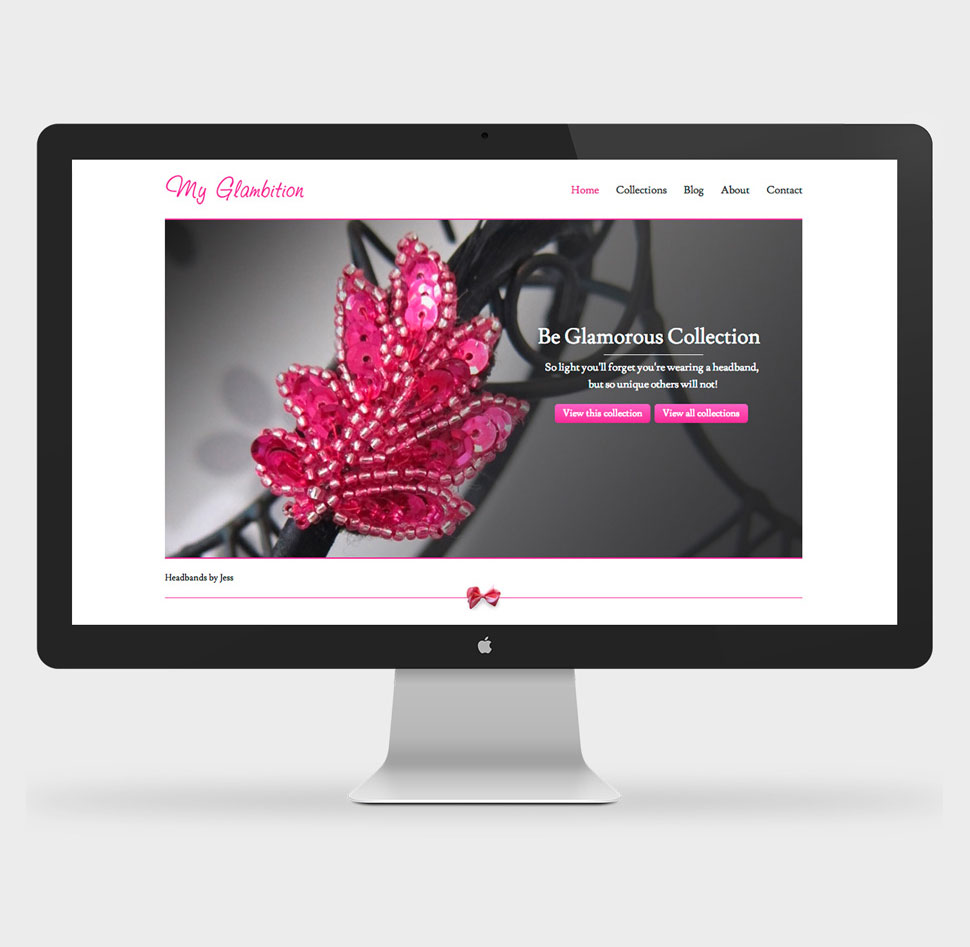 My Glambition
Home Collections Blog About Contact
Be Glamorous Collection
So light you'll forget you're wearing a headband,
but so unique others will not!
View this collection View all collections
Headbands by Jess